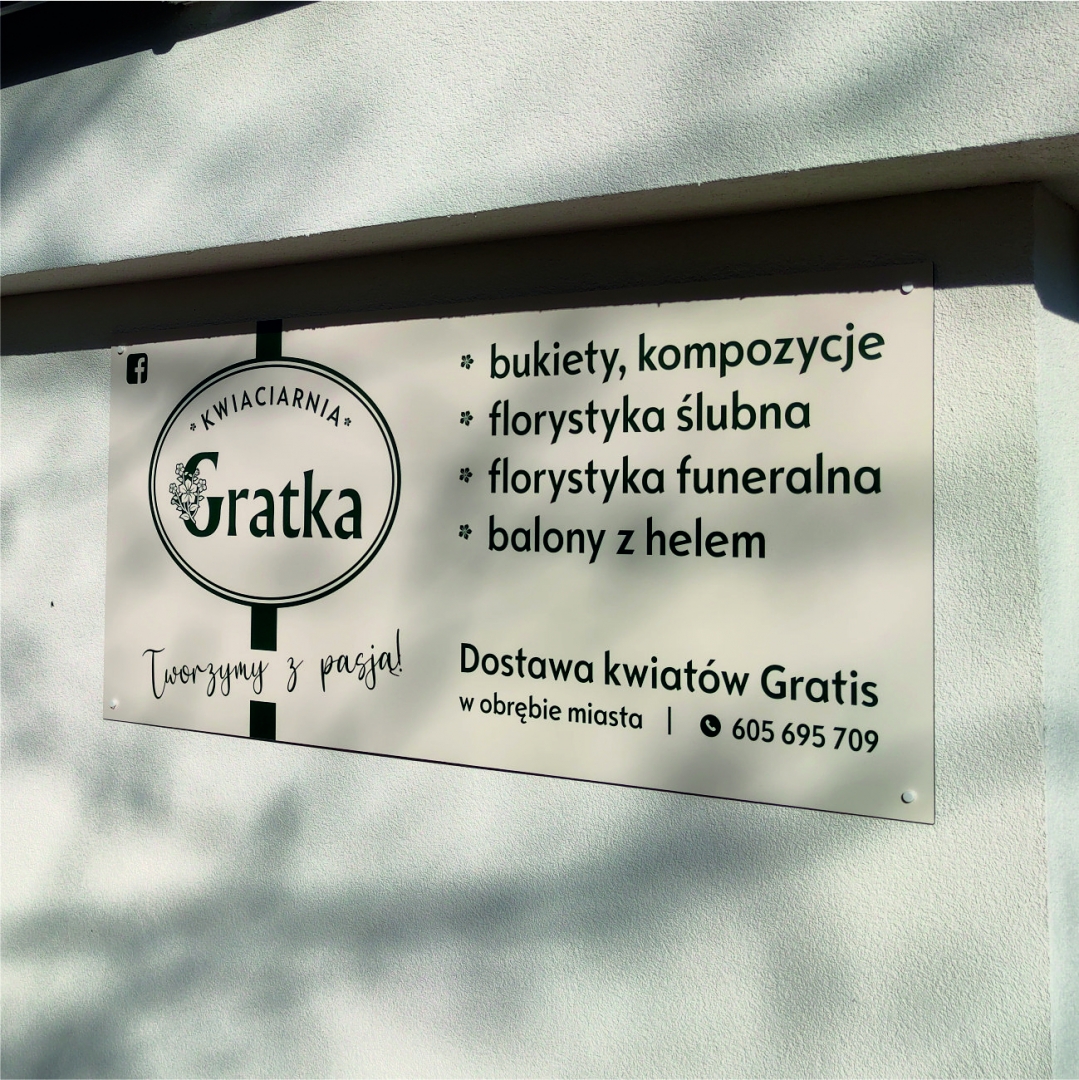 KWIACIARNIA
Gratka
Tworzymy z pasją!
bukiety, kompozycje
florystyka ślubna
florystyka funeralna
balony z helem
Dostawa kwiatów Gratis
w obrębie miasta | 605 695 709